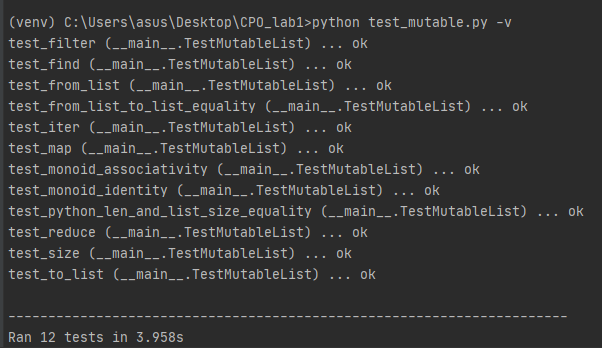 (venv) C:\Users\asus\Desktop\CPO_lab1>python test_mutable.py -v
test_filter (__main__.TestMutableList) ... ok
test_find (__main__.TestMutableList) ... ok
test_from_list (__main__.TestMutableList) ... ok
test_from_list_to_list_equality (__main__.TestMutableList) ... ok
test_iter (__main__.TestMutableList) ... ok
test_map (__main__.TestMutableList) ... ok
test_monoid_associativity (__main__.TestMutableList) ... ok
test_monoid_identity (__main__.TestMutableList) ... ok
test_python_len_and_list_size_equality (__main__.TestMutableList) ... ok
test_reduce (__main__.TestMutableList) ... ok
test_size (__main__.TestMutableList) ... ok
test_to_list (__main__.TestMutableList) ... ok
----------------------------------------------------------------------
Ran 12 tests in 3.958s